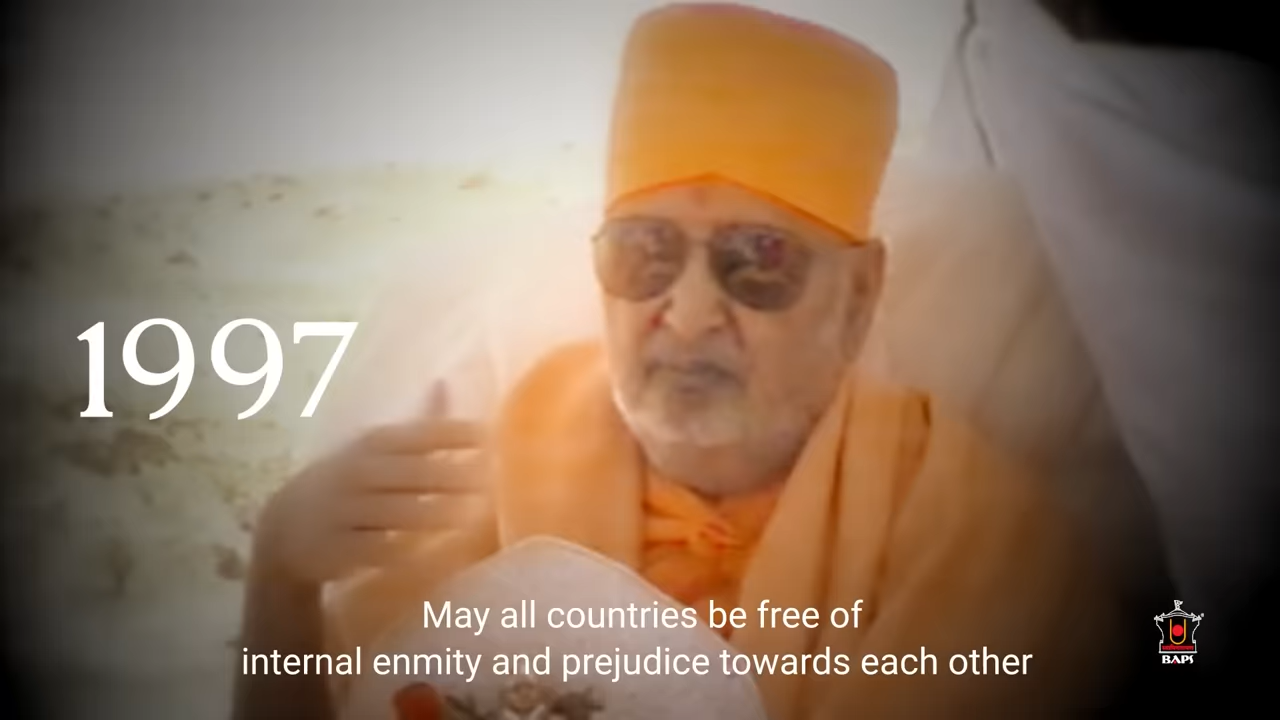 1997
May all countries be free of
internal enmity and prejudice towards each other
BAPS